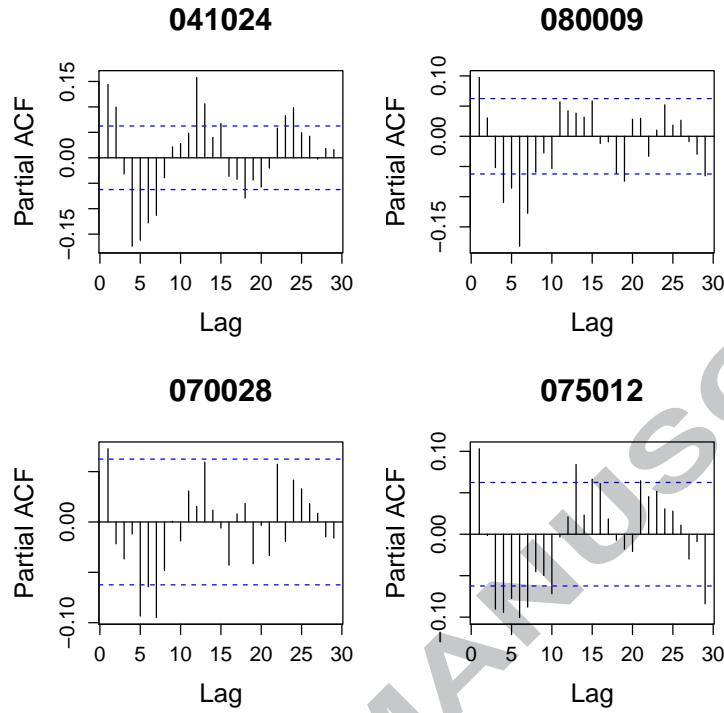 041024
080009
Partial ACF
−0.15 0.00 0.15
0 5 10 15 20 25 30
Lag
Partial ACF
−0.15 0.00 0.10
0 5 10 15 20 25 30
Lag
070028
075012
Partial ACF
−0.10 0.00
0 5 10 15 20 25 30
Lag
Partial ACF
−0.10 0.00 0.10
0 5 10 15 20 25 30
Lag
MANUSC